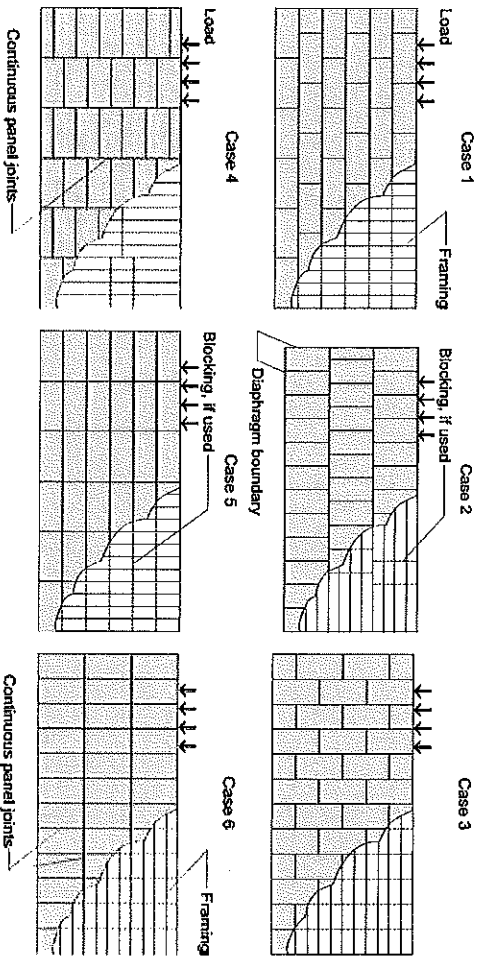 Case 1
Load
Framing
Case 2
Blocking, if used
Diaphragm boundary
Case 3
Case 4
Load
Continuous panel joints
Case 5
Blocking, if used
Case 6
Framing
Continuous panel joints